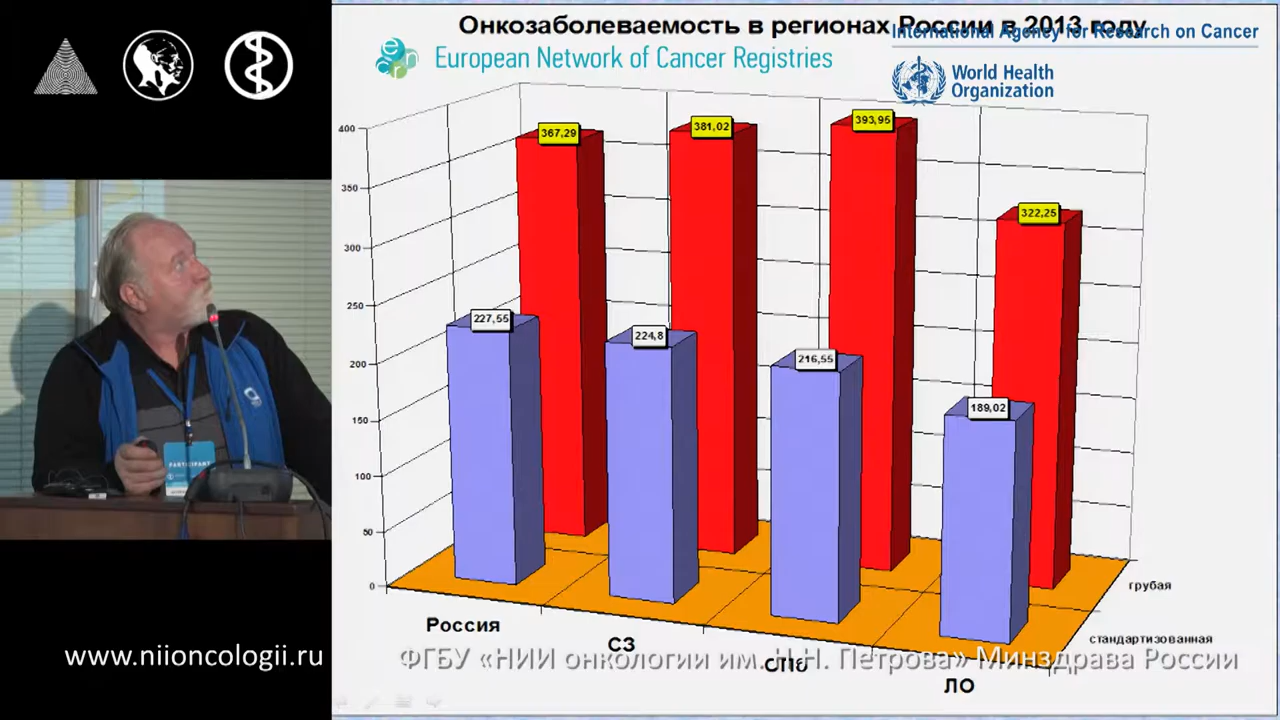 Онкозаболеваемость в регионах России в 2013 году
International Agency for Research on Cancer
European Network of Cancer Registries
World Health
Organization
400
350
300
250
200
150
100
50
0
367,29
381,02
393,95
322,25
227,55
224,8
216,55
189,02
грубая
стандартизованная
Россия
СЗ
СПб
ЛО
PARTICIPANT
www.niioncologii.ru
ФГБУ «НИИ онкологии им. Н.Н. Петрова» Минздрава России